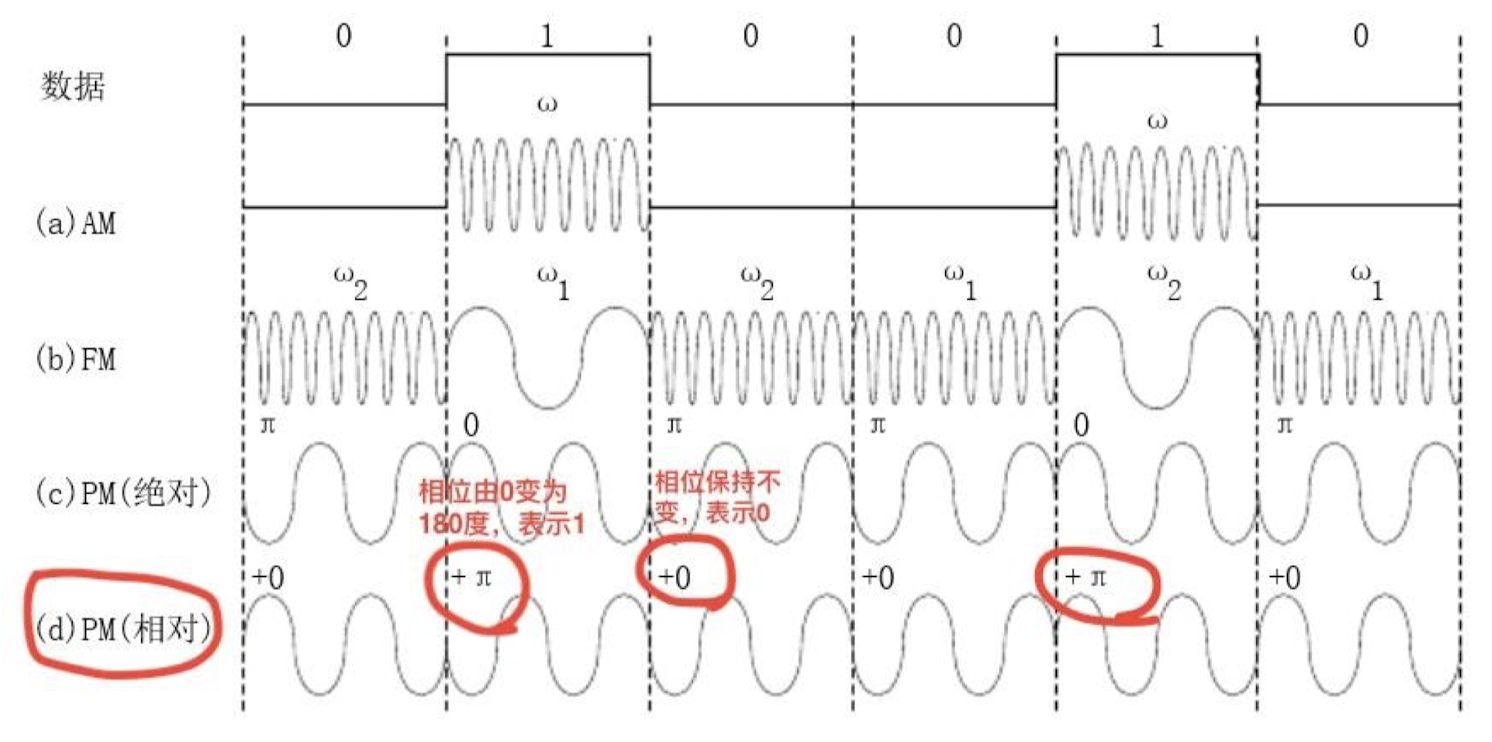 0 1 0 0 1 0
数据
ω ω
(a)AM
ω2 ω1 ω2 ω1 ω2 ω1
(b)FM
π 0 π π 0 π
(c)PM(绝对)
相位由0变为
180度，表示1
相位保持不
变，表示0
+0 +π +0 +0 +π +0
(d)PM(相对)